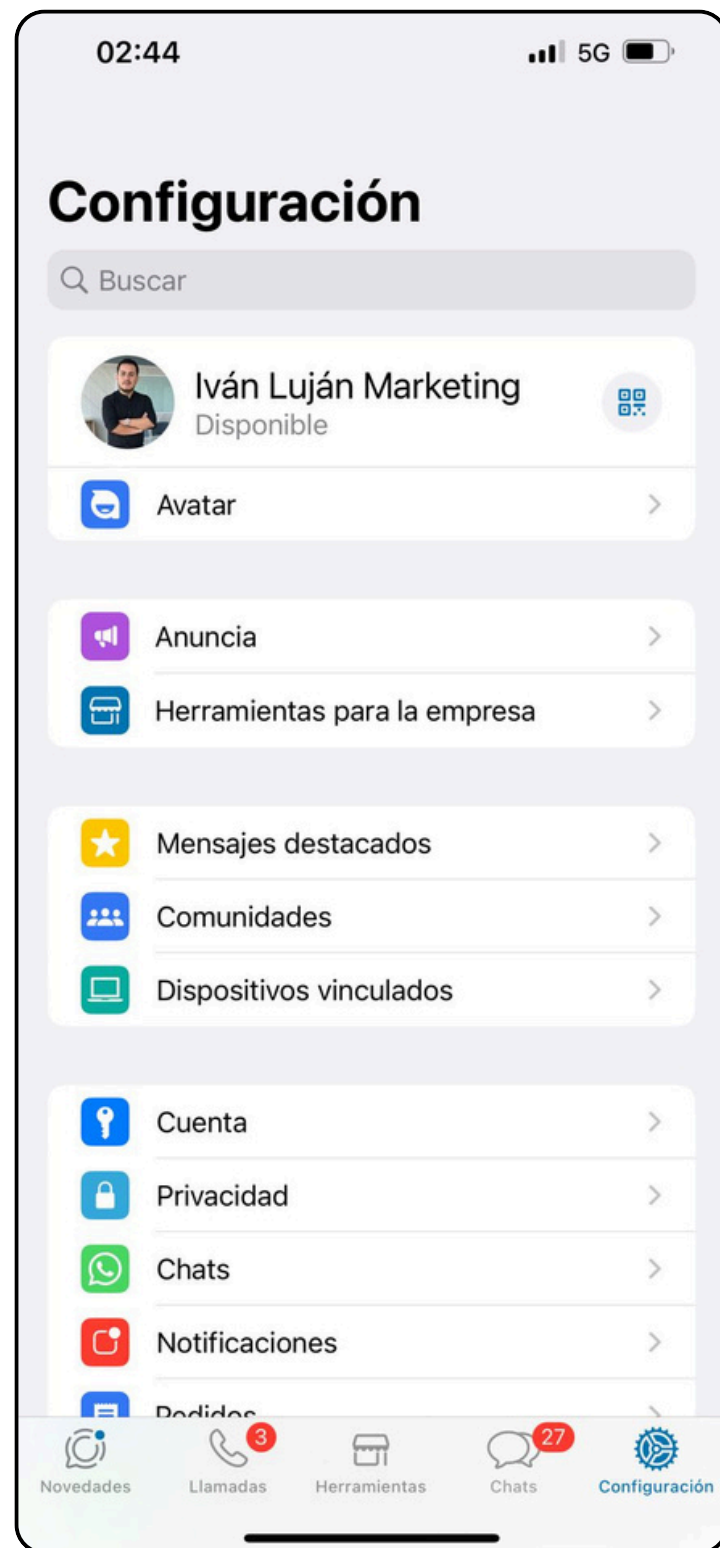 02:44
5G
Configuración
Buscar
Iván Luján Marketing
Disponible
Avatar
Anuncia
Herramientas para la empresa
Mensajes destacados
Comunidades
Dispositivos vinculados
Cuenta
Privacidad
Chats
Notificaciones
Pedidos
3
27
Novedades
Llamadas
Herramientas
Chats
Configuración